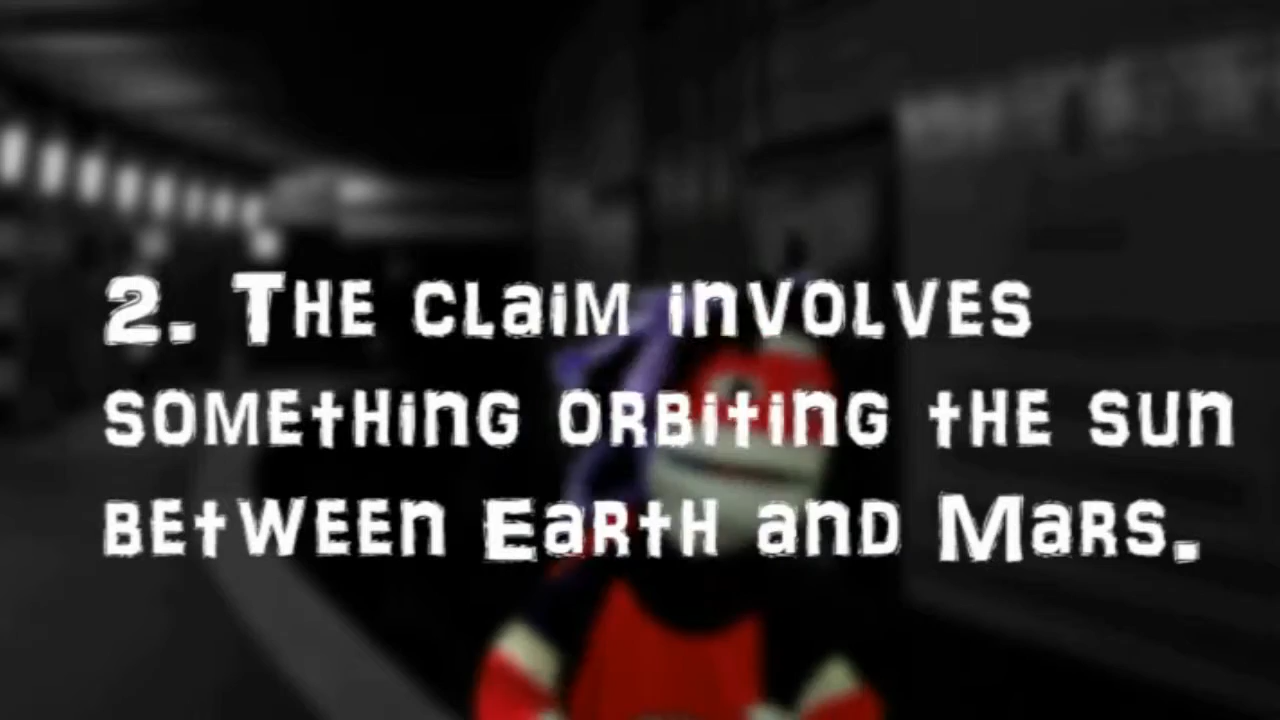 2. The claim involves
something orbiting the sun
between Earth and Mars.